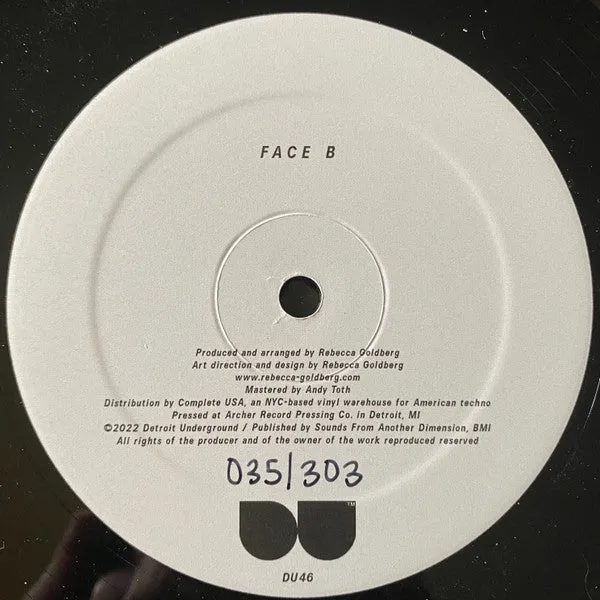 FACE B
Produced and arranged by Rebecca Goldberg
Art direction and design by Rebecca Goldberg
www.rebecca-goldberg.com
Mastered by Andy Toth
Distribution by Complete USA, an NYC-based vinyl warehouse for American techno
Pressed at Archer Record Pressing Co. in Detroit, MI
©2022 Detroit Underground / Published by Sounds From Another Dimension, BMI
All rights of the producer and of the owner of the work reproduced reserved
035/303
DU TM
DU46